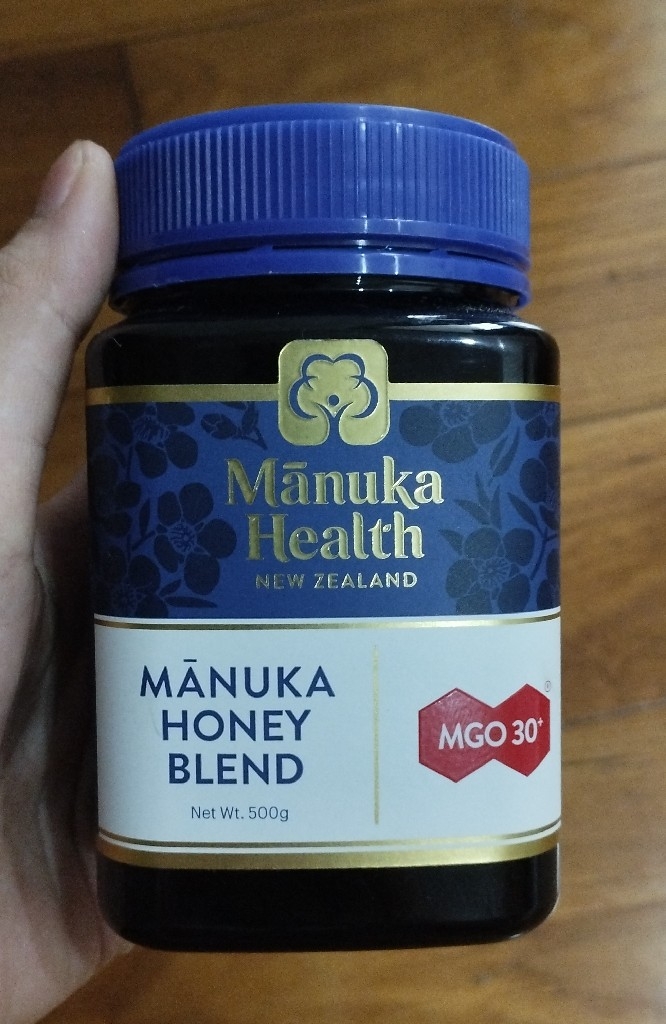 Mānuka
Health
NEW ZEALAND
MĀNUKA
HONEY
BLEND
Net Wt. 500g
MGO 30+
®